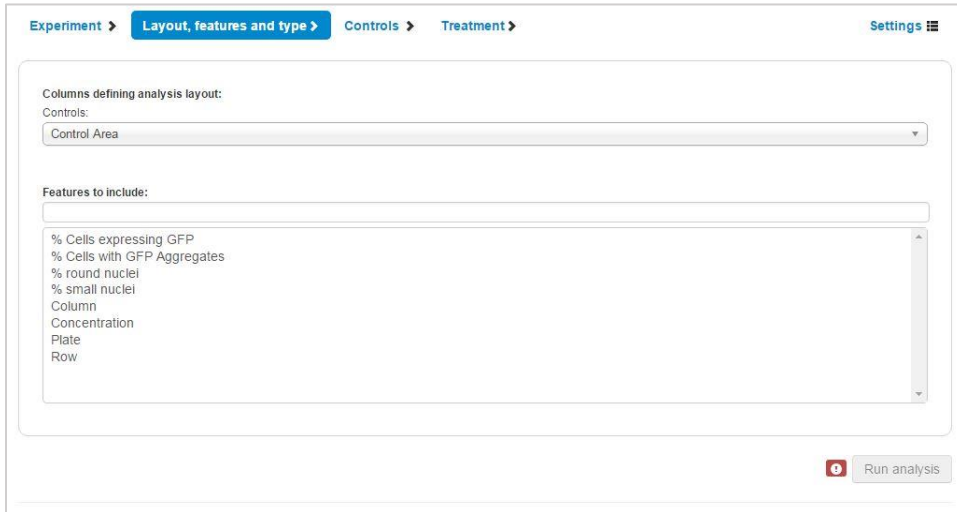 Experiment > Layout, features and type > Controls > Treatment > Settings
Columns defining analysis layout:
Controls:
Control Area
Features to include:
% Cells expressing GFP
% Cells with GFP Aggregates
% round nuclei
% small nuclei
Column
Concentration
Plate
Row
Run analysis